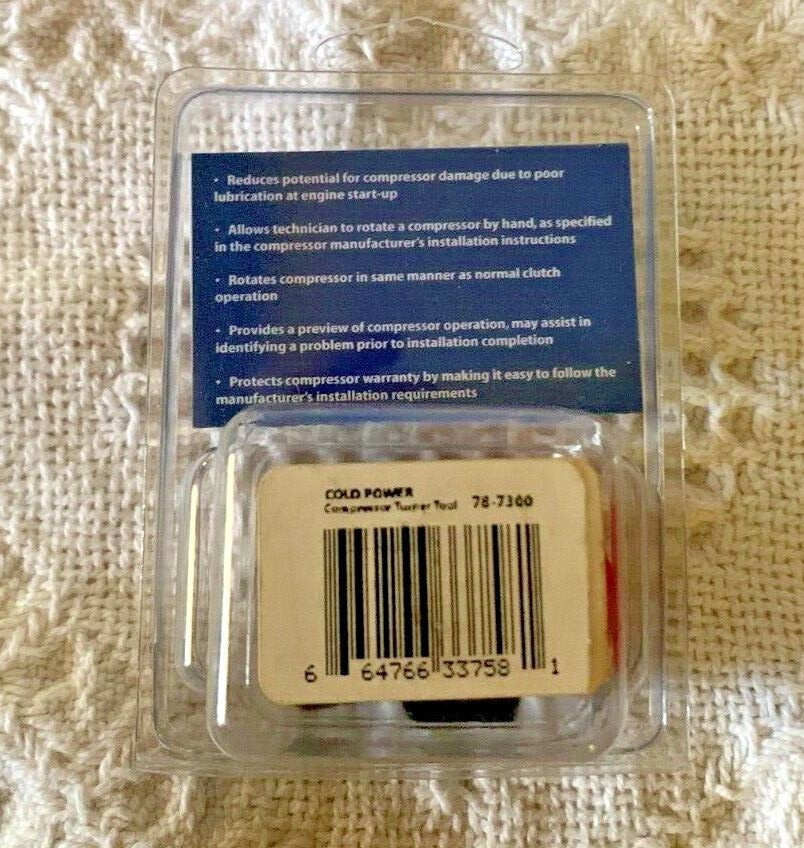 • Reduces potential for compressor damage due to poor
lubrication at engine start-up
• Allows technician to rotate a compressor by hand, as specified
in the compressor manufacturer's installation instructions
• Rotates compressor in same manner as normal clutch
operation
• Provides a preview of compressor operation, may assist in
identifying a problem prior to installation completion
• Protects compressor warranty by making it easy to follow the
manufacturer's installation requirements
COLD POWER
Compressor Turner Tool 78-7300
6 64766 33758 1